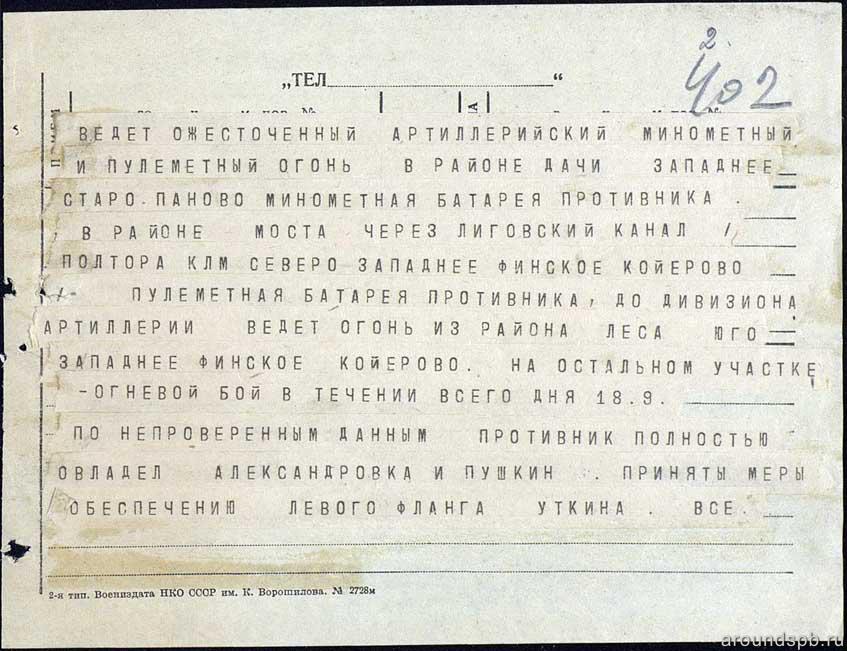 2.
402
„ТЕЛ“
ВЕДЕТ ОЖЕСТОЧЕННЫЙ АРТИЛЛЕРИЙСКИЙ МИНОМЕТНЫЙ
И ПУЛЕМЕТНЫЙ ОГОНЬ В РАЙОНЕ ДАЧИ ЗАПАДНЕЕ
СТАРО ПАНОВО МИНОМЕТНАЯ БАТАРЕЯ ПРОТИВНИКА .
В РАЙОНЕ МОСТА ЧЕРЕЗ ЛИГОВСКИЙ КАНАЛ /
ПОЛТОРА КЛМ СЕВЕРО ЗАПАДНЕЕ ФИНСКОЕ КОЙЕРОВО
/- ПУЛЕМЕТНАЯ БАТАРЕЯ ПРОТИВНИКА, ДО ДИВИЗИОНА
АРТИЛЛЕРИИ ВЕДЕТ ОГОНЬ ИЗ РАЙОНА ЛЕСА ЮГО
ЗАПАДНЕЕ ФИНСКОЕ КОЙЕРОВО. НА ОСТАЛЬНОМ УЧАСТКЕ
-ОГНЕВОЙ БОЙ В ТЕЧЕНИИ ВСЕГО ДНЯ 18.9.
ПО НЕПРОВЕРЕННЫМ ДАННЫМ ПРОТИВНИК ПОЛНОСТЬЮ
ОВЛАДЕЛ АЛЕКСАНДРОВКА И ПУШКИН . ПРИНЯТЫ МЕРЫ
/ОБЕСПЕЧЕНИЮ ЛЕВОГО ФЛАНГА УТКИНА . ВСЕ.
2-я тип. Воениздата НКО СССР им. К. Ворошилова. № 2728м
aroundspb.ru